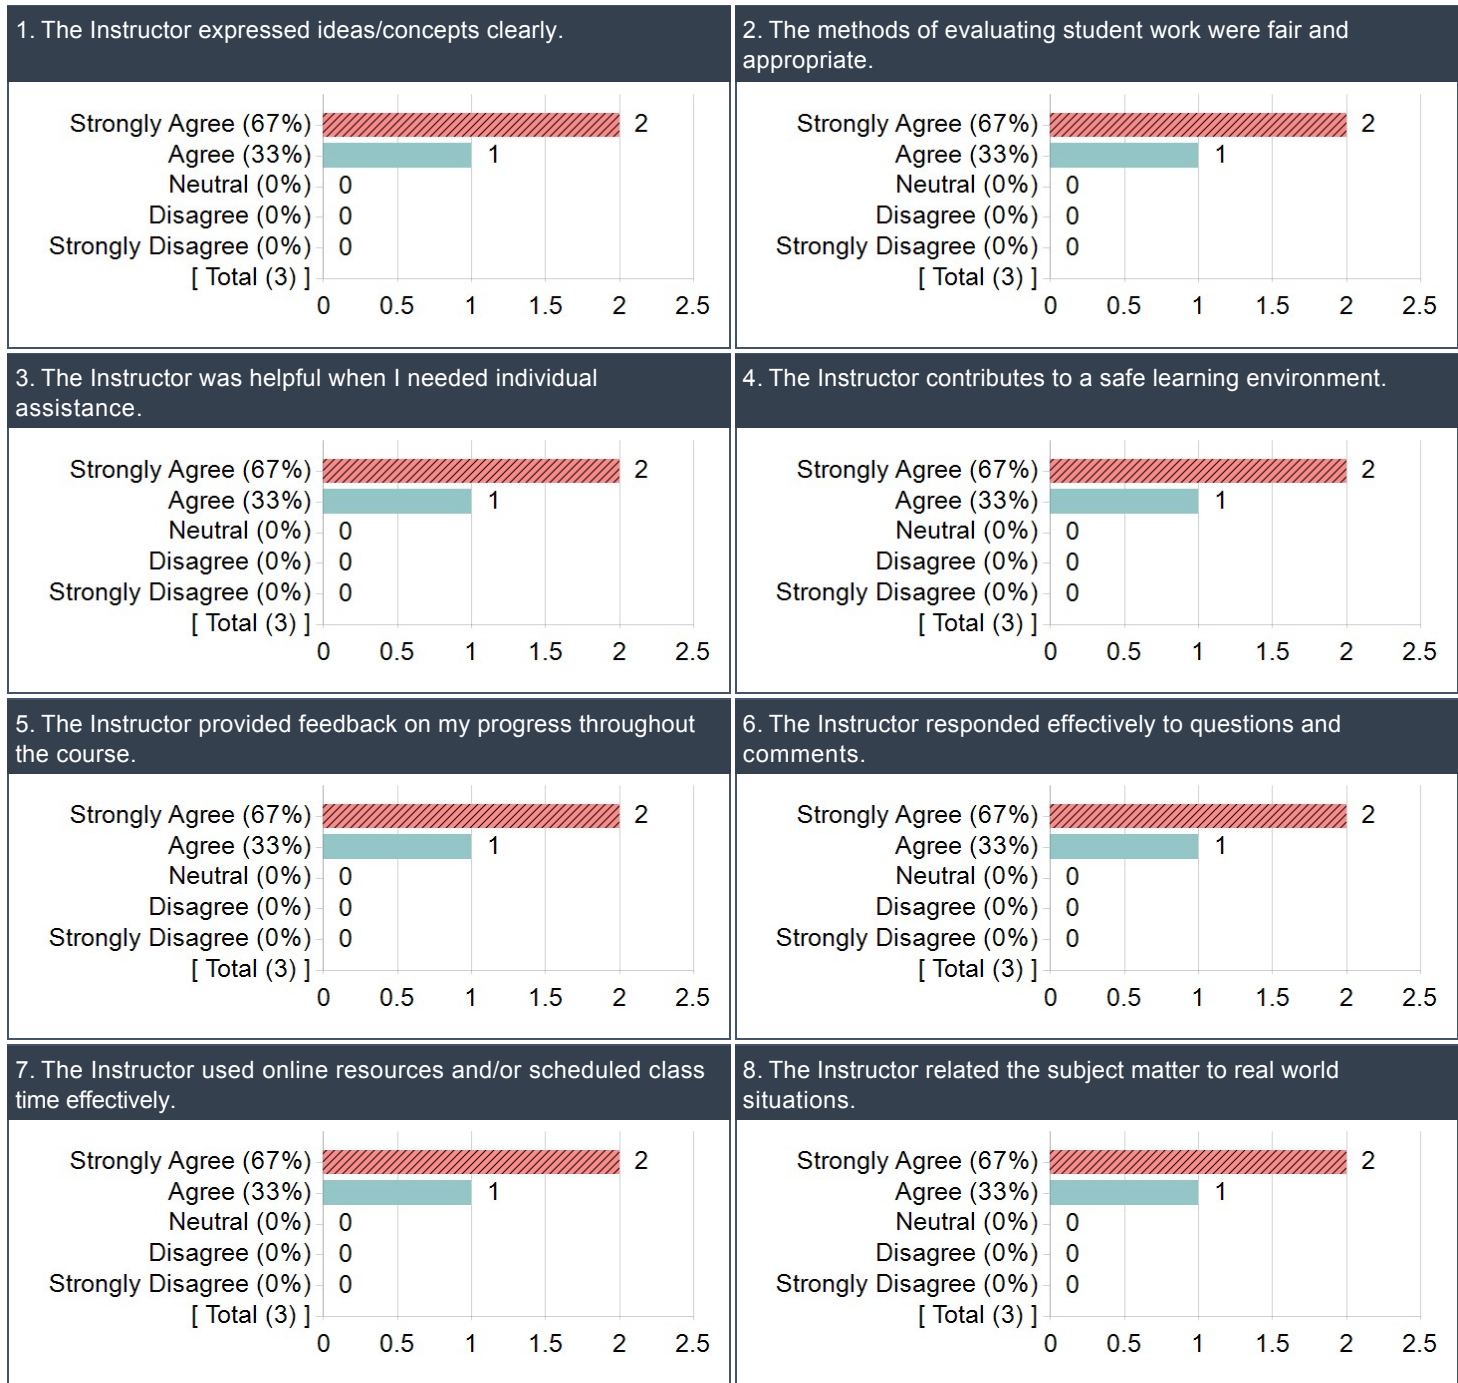 1. The Instructor expressed ideas/concepts clearly.
Strongly Agree (67%) 2
Agree (33%) 1
Neutral (0%) 0
Disagree (0%) 0
Strongly Disagree (0%) 0
[ Total (3) ]
0 0.5 1 1.5 2 2.5
2. The methods of evaluating student work were fair and
appropriate.
Strongly Agree (67%) 2
Agree (33%) 1
Neutral (0%) 0
Disagree (0%) 0
Strongly Disagree (0%) 0
[ Total (3) ]
0 0.5 1 1.5 2 2.5
3. The Instructor was helpful when I needed individual
assistance.
Strongly Agree (67%) 2
Agree (33%) 1
Neutral (0%) 0
Disagree (0%) 0
Strongly Disagree (0%) 0
[ Total (3) ]
0 0.5 1 1.5 2 2.5
4. The Instructor contributes to a safe learning environment.
Strongly Agree (67%) 2
Agree (33%) 1
Neutral (0%) 0
Disagree (0%) 0
Strongly Disagree (0%) 0
[ Total (3) ]
0 0.5 1 1.5 2 2.5
5. The Instructor provided feedback on my progress throughout
the course.
Strongly Agree (67%) 2
Agree (33%) 1
Neutral (0%) 0
Disagree (0%) 0
Strongly Disagree (0%) 0
[ Total (3) ]
0 0.5 1 1.5 2 2.5
6. The Instructor responded effectively to questions and
comments.
Strongly Agree (67%) 2
Agree (33%) 1
Neutral (0%) 0
Disagree (0%) 0
Strongly Disagree (0%) 0
[ Total (3) ]
0 0.5 1 1.5 2 2.5
7. The Instructor used online resources and/or scheduled class
time effectively.
Strongly Agree (67%) 2
Agree (33%) 1
Neutral (0%) 0
Disagree (0%) 0
Strongly Disagree (0%) 0
[ Total (3) ]
0 0.5 1 1.5 2 2.5
8. The Instructor related the subject matter to real world
situations.
Strongly Agree (67%) 2
Agree (33%) 1
Neutral (0%) 0
Disagree (0%) 0
Strongly Disagree (0%) 0
[ Total (3) ]
0 0.5 1 1.5 2 2.5